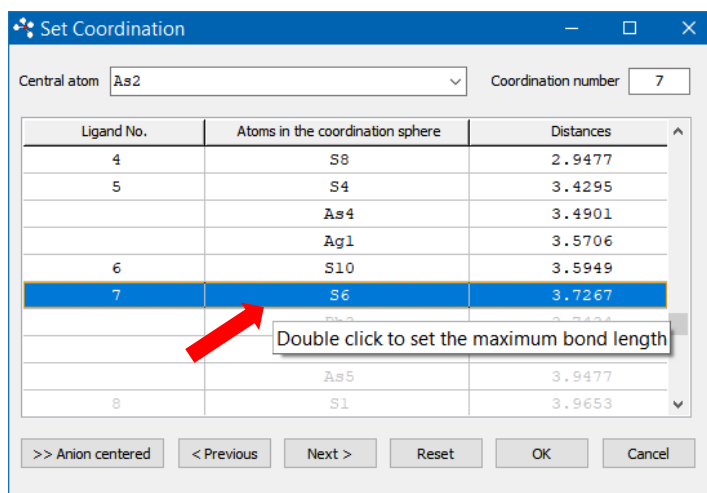 Set Coordination
Central atom As2 Coordination number 7
Ligand No. Atoms in the coordination sphere Distances
4 S8 2.9477
5 S4 3.4295
As4 3.4901
Ag1 3.5706
6 S10 3.5949
7 S6 3.7267
Double click to set the maximum bond length
As5 3.9477
8 S1 3.9653
>> Anion centered < Previous Next > Reset OK Cancel